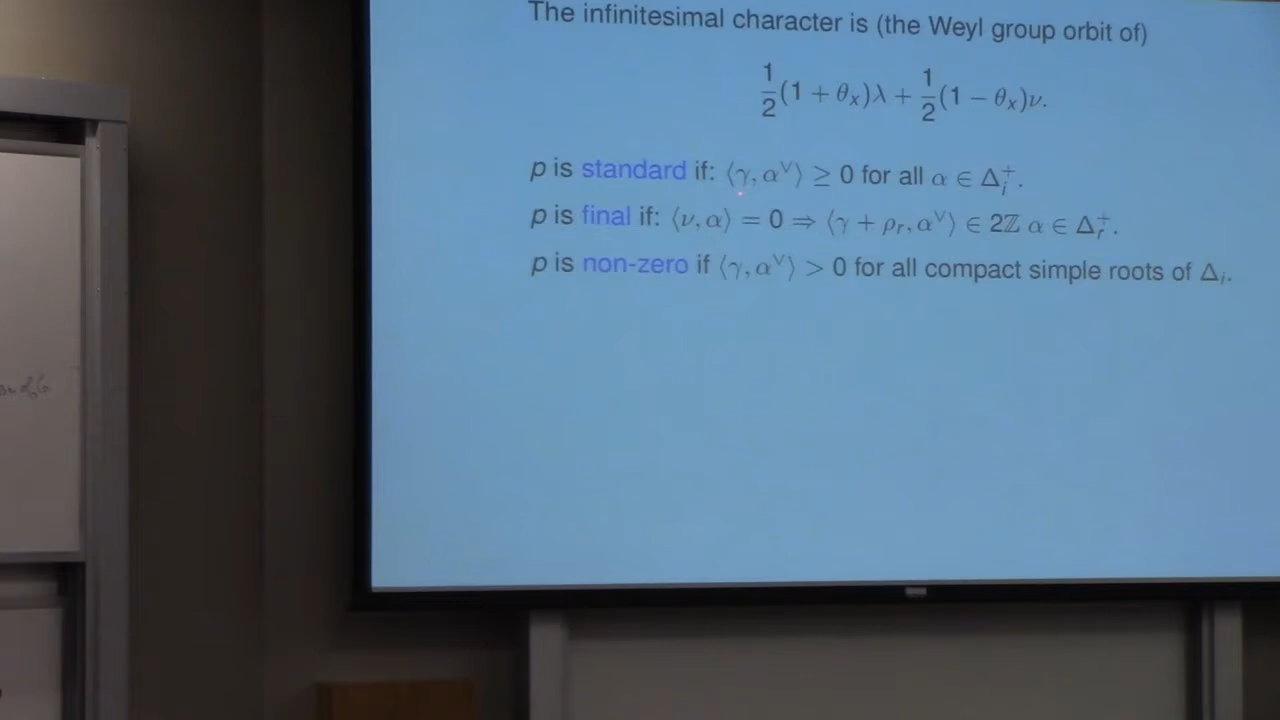 The infinitesimal character is (the Weyl group orbit of)
1/2(1 + θₓ)λ + 1/2(1 − θₓ)ν.
p is standard if: ⟨γ, α^∨⟩ ≥ 0 for all α ∈ Δ_i^+.
p is final if: ⟨ν, α⟩ = 0 ⇒ ⟨γ + ρ_r, α^∨⟩ ∈ 2ℤ α ∈ Δ_r^+.
p is non-zero if ⟨γ, α^∨⟩ > 0 for all compact simple roots of Δ_i.